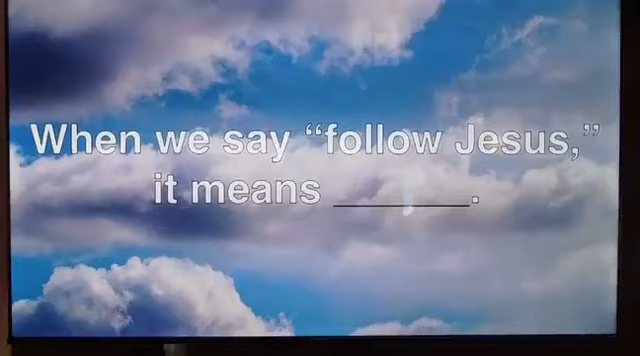 When we say “follow Jesus,”
it means ________.